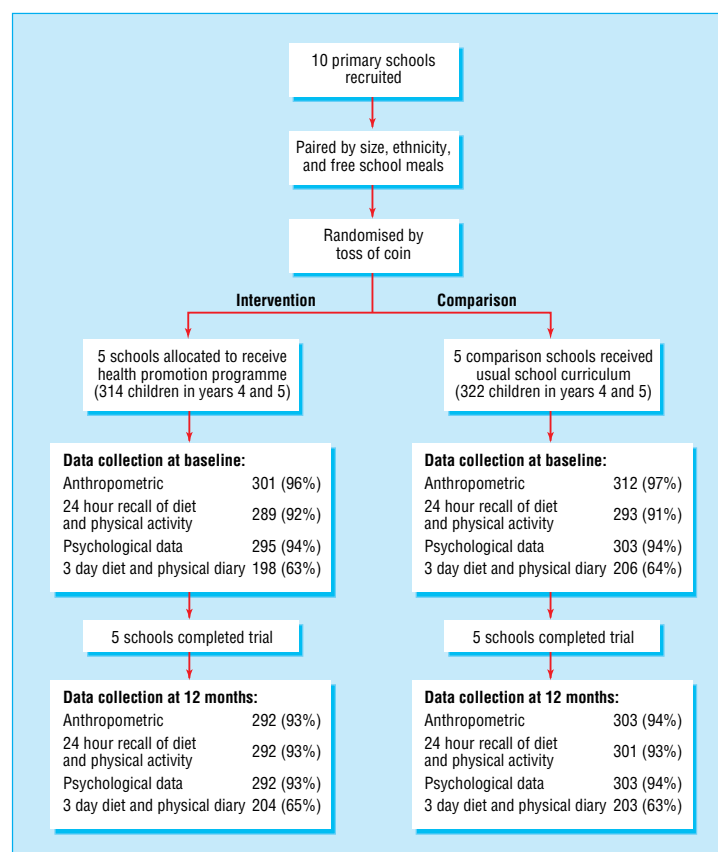 10 primary schools
recruited
Paired by size, ethnicity,
and free school meals
Randomised by
toss of coin
Intervention
Comparison
5 schools allocated to receive
health promotion programme
(314 children in years 4 and 5)
5 comparison schools received
usual school curriculum
(322 children in years 4 and 5)
Data collection at baseline:
Anthropometric 301 (96%)
24 hour recall of diet
and physical activity 289 (92%)
Psychological data 295 (94%)
3 day diet and physical diary 198 (63%)
Data collection at baseline:
Anthropometric 312 (97%)
24 hour recall of diet
and physical activity 293 (91%)
Psychological data 303 (94%)
3 day diet and physical diary 206 (64%)
5 schools completed trial
5 schools completed trial
Data collection at 12 months:
Anthropometric 292 (93%)
24 hour recall of diet
and physical activity 292 (93%)
Psychological data 292 (93%)
3 day diet and physical diary 204 (65%)
Data collection at 12 months:
Anthropometric 303 (94%)
24 hour recall of diet
and physical activity 301 (93%)
Psychological data 303 (94%)
3 day diet and physical diary 203 (63%)